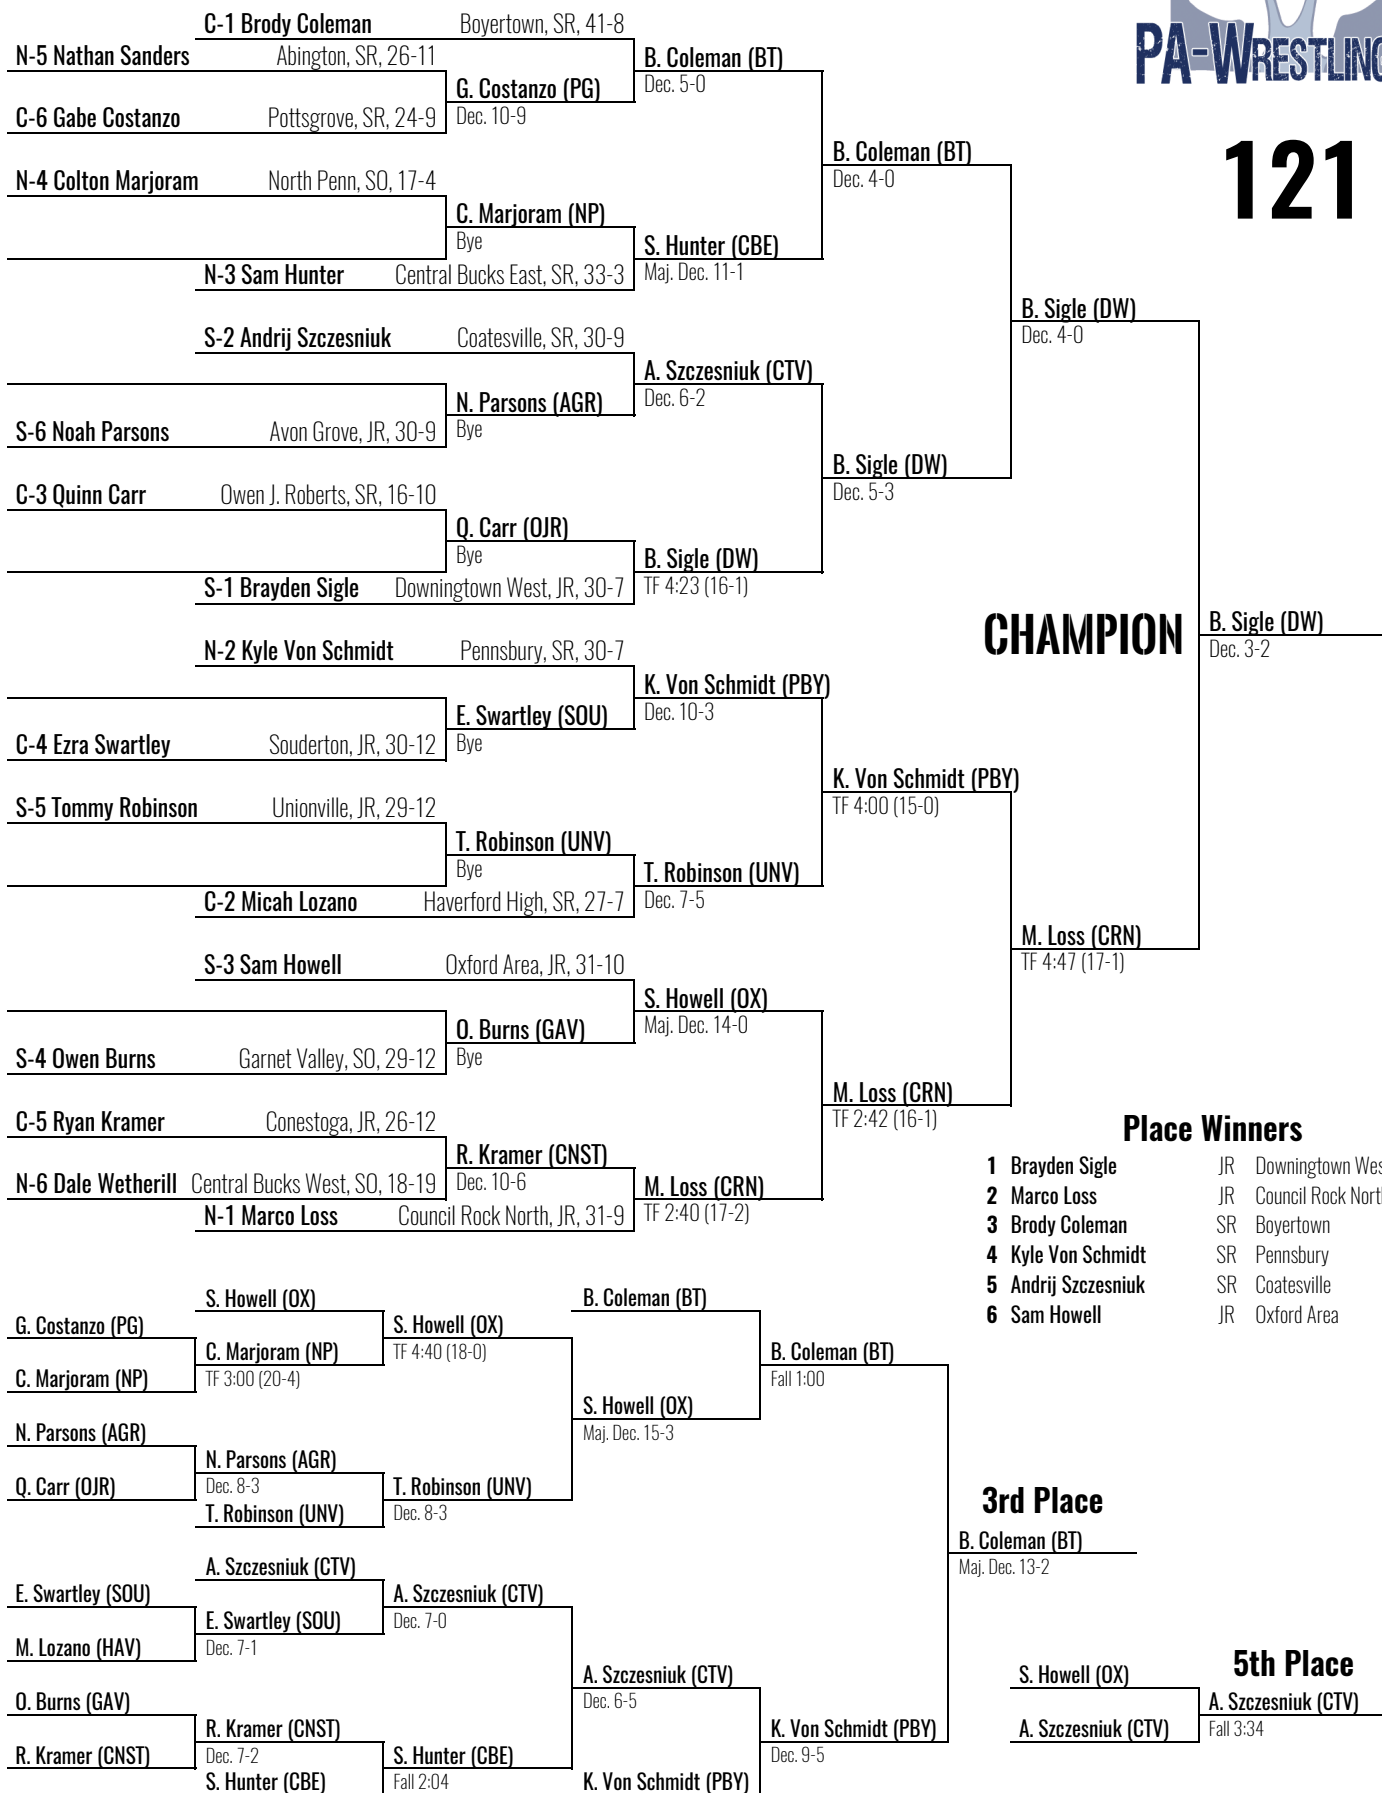 C-1 Brody Coleman Boyertown, SR, 41-8
PA-WRESTLING
N-5 Nathan Sanders Abington, SR, 26-11
B. Coleman (BT)
Dec. 5-0
G. Costanzo (PG)
Dec. 10-9
C-6 Gabe Costanzo Pottsgrove, SR, 24-9
121
B. Coleman (BT)
Dec. 4-0
N-4 Colton Marjoram North Penn, SO, 17-4
C. Marjoram (NP)
Bye
S. Hunter (CBE)
Maj. Dec. 11-1
N-3 Sam Hunter Central Bucks East, SR, 33-3
B. Sigle (DW)
Dec. 4-0
S-2 Andrij Szczesniuk Coatesville, SR, 30-9
A. Szczesniuk (CTV)
Dec. 6-2
N. Parsons (AGR)
Bye
S-6 Noah Parsons Avon Grove, JR, 30-9
B. Sigle (DW)
Dec. 5-3
C-3 Quinn Carr Owen J. Roberts, SR, 16-10
Q. Carr (OJR)
Bye
B. Sigle (DW)
TF 4:23 (16-1)
S-1 Brayden Sigle Downingtown West, JR, 30-7
CHAMPION
B. Sigle (DW)
Dec. 3-2
N-2 Kyle Von Schmidt Pennsbury, SR, 30-7
K. Von Schmidt (PBY)
Dec. 10-3
E. Swartley (SOU)
Bye
C-4 Ezra Swartley Souderton, JR, 30-12
K. Von Schmidt (PBY)
TF 4:00 (15-0)
S-5 Tommy Robinson Unionville, JR, 29-12
T. Robinson (UNV)
Bye
T. Robinson (UNV)
Dec. 7-5
C-2 Micah Lozano Haverford High, SR, 27-7
M. Loss (CRN)
TF 4:47 (17-1)
S-3 Sam Howell Oxford Area, JR, 31-10
S. Howell (OX)
Maj. Dec. 14-0
O. Burns (GAV)
Bye
S-4 Owen Burns Garnet Valley, SO, 29-12
M. Loss (CRN)
TF 2:42 (16-1)
C-5 Ryan Kramer Conestoga, JR, 26-12
R. Kramer (CNST)
Dec. 10-6
N-6 Dale Wetherill Central Bucks West, SO, 18-19
M. Loss (CRN)
TF 2:40 (17-2)
N-1 Marco Loss Council Rock North, JR, 31-9
Place Winners
1 Brayden Sigle JR Downingtown Wes
2 Marco Loss JR Council Rock Nort
3 Brody Coleman SR Boyertown
4 Kyle Von Schmidt SR Pennsbury
5 Andrij Szczesniuk SR Coatesville
6 Sam Howell JR Oxford Area
S. Howell (OX)
B. Coleman (BT)
G. Costanzo (PG)
S. Howell (OX)
TF 4:40 (18-0)
C. Marjoram (NP)
TF 3:00 (20-4)
B. Coleman (BT)
Fall 1:00
C. Marjoram (NP)
S. Howell (OX)
Maj. Dec. 15-3
N. Parsons (AGR)
N. Parsons (AGR)
Dec. 8-3
Q. Carr (OJR)
T. Robinson (UNV)
Dec. 8-3
T. Robinson (UNV)
3rd Place
B. Coleman (BT)
Maj. Dec. 13-2
A. Szczesniuk (CTV)
E. Swartley (SOU)
A. Szczesniuk (CTV)
Dec. 7-0
E. Swartley (SOU)
Dec. 7-1
M. Lozano (HAV)
A. Szczesniuk (CTV)
Dec. 6-5
5th Place
S. Howell (OX)
A. Szczesniuk (CTV)
Fall 3:34
A. Szczesniuk (CTV)
O. Burns (GAV)
R. Kramer (CNST)
Dec. 7-2
K. Von Schmidt (PBY)
Dec. 9-5
R. Kramer (CNST)
S. Hunter (CBE)
Fall 2:04
S. Hunter (CBE)
K. Von Schmidt (PBY)